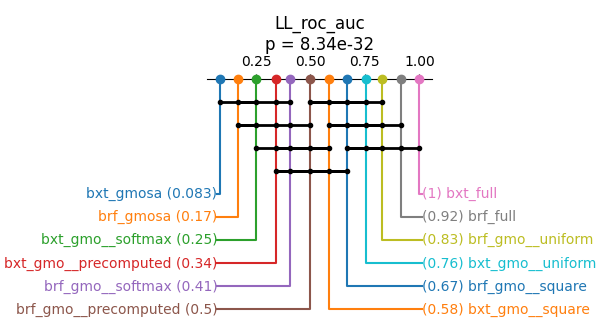 LL_roc_auc
p = 8.34e-32
0.25 0.50 0.75 1.00
bxt_gmosa (0.083)
(1) bxt_full
brf_gmosa (0.17)
(0.92) brf_full
bxt_gmo__softmax (0.25)
(0.83) brf_gmo__uniform
bxt_gmo__precomputed (0.34)
(0.76) bxt_gmo__uniform
brf_gmo__softmax (0.41)
(0.67) brf_gmo__square
brf_gmo__precomputed (0.5)
(0.58) bxt_gmo__square